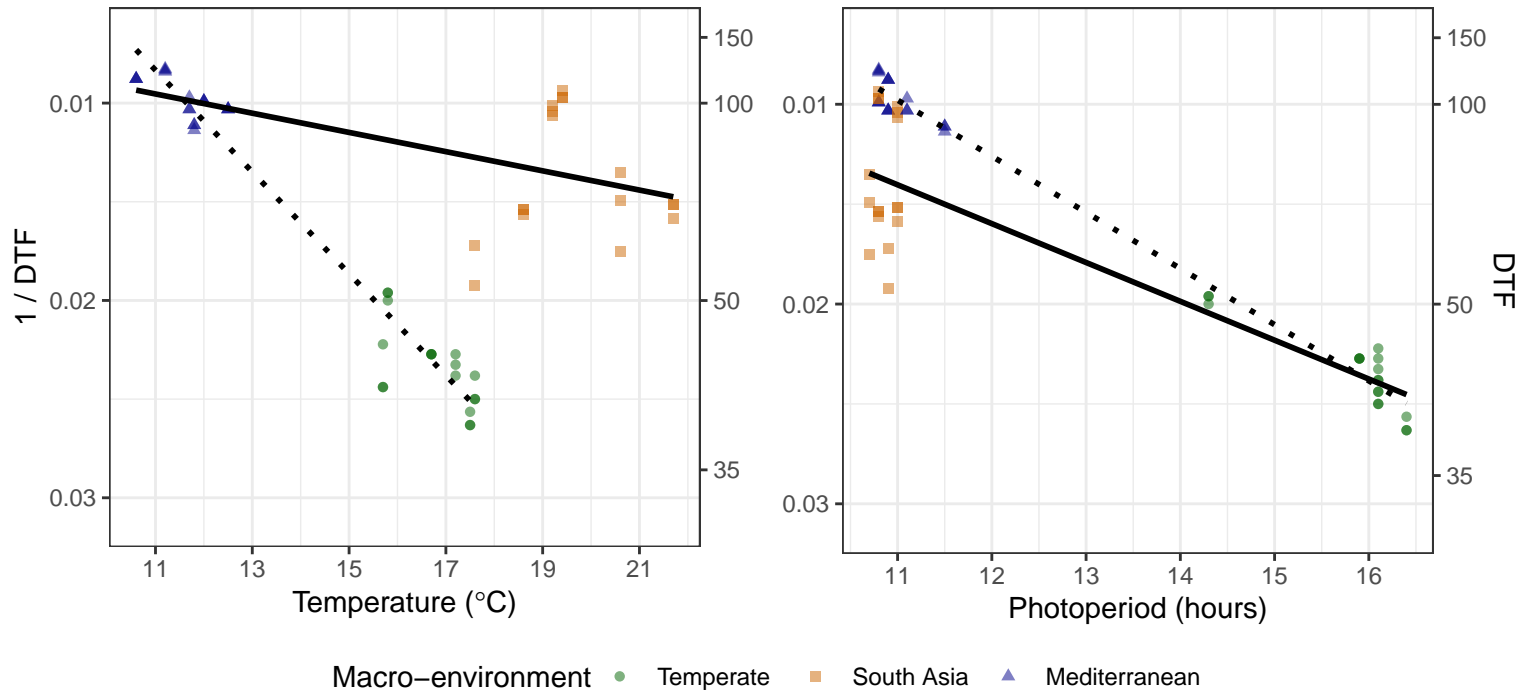 1 / DTF
0.01
0.02
0.03
150
100
50
35
11 13 15 17 19 21
Temperature (°C)
0.01
0.02
0.03
150
100
50
35
DTF
11 12 13 14 15 16
Photoperiod (hours)
Macro−environment Temperate South Asia Mediterranean